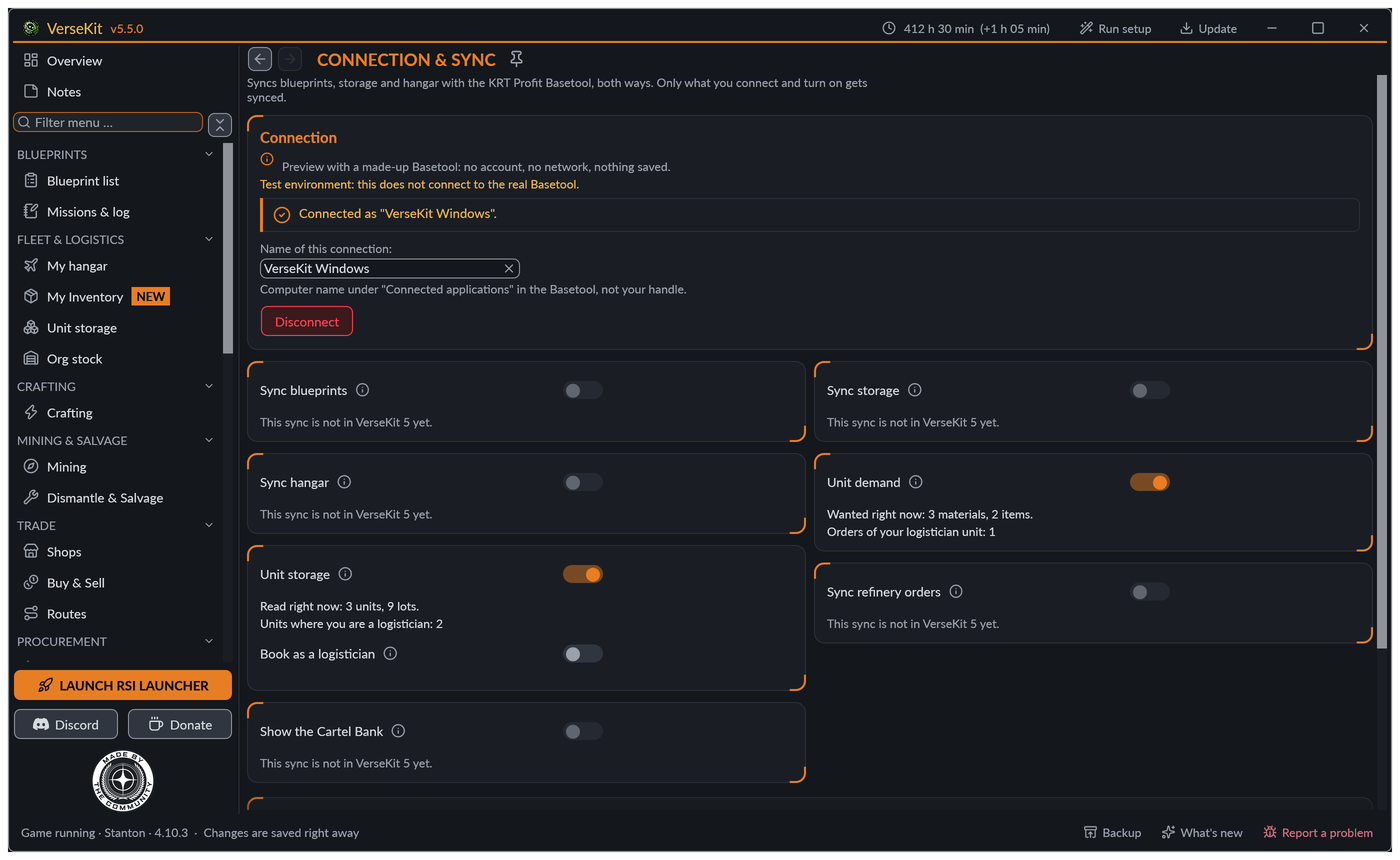 VerseKit v5.5.0
412 h 30 min (+1 h 05 min)
Run setup
Update
Overview
Notes
Filter menu ...
BLUEPRINTS
Blueprint list
Missions & log
FLEET & LOGISTICS
My hangar
My Inventory NEW
Unit storage
Org stock
CRAFTING
Crafting
MINING & SALVAGE
Mining
Dismantle & Salvage
TRADE
Shops
Buy & Sell
Routes
PROCUREMENT
LAUNCH RSI LAUNCHER
Discord
Donate
MADE BY
THE COMMUNITY
CONNECTION & SYNC
Syncs blueprints, storage and hangar with the KRT Profit Basetool, both ways. Only what you connect and turn on gets
synced.
Connection
Preview with a made-up Basetool: no account, no network, nothing saved.
Test environment: this does not connect to the real Basetool.
Connected as "VerseKit Windows".
Name of this connection:
VerseKit Windows
Computer name under "Connected applications" in the Basetool, not your handle.
Disconnect
Sync blueprints
This sync is not in VerseKit 5 yet.
Sync storage
This sync is not in VerseKit 5 yet.
Sync hangar
This sync is not in VerseKit 5 yet.
Unit demand
Wanted right now: 3 materials, 2 items.
Orders of your logistician unit: 1
Unit storage
Read right now: 3 units, 9 lots.
Units where you are a logistician: 2
Book as a logistician
Sync refinery orders
This sync is not in VerseKit 5 yet.
Show the Cartel Bank
This sync is not in VerseKit 5 yet.
Game running · Stanton · 4.10.3 · Changes are saved right away
Backup
What's new
Report a problem